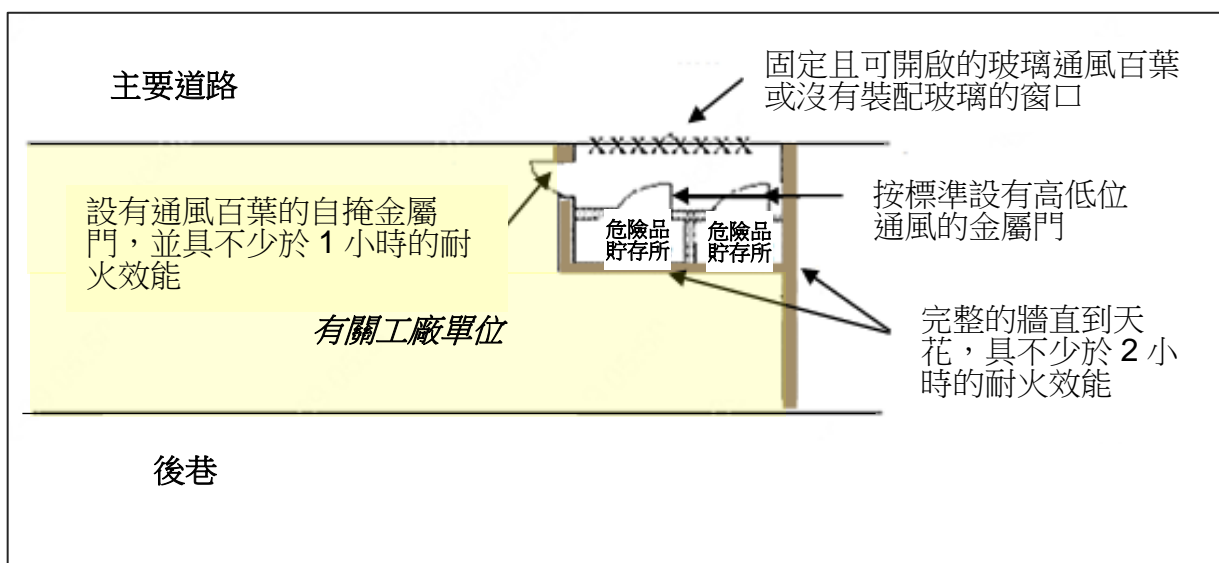 主要道路
固定且可開啟的玻璃通風百葉
或沒有裝配玻璃的窗口
XXXXXXXX
設有通風百葉的自掩金屬
門，並具不少於 1 小時的耐
火效能
危險品
貯存所
危險品
貯存所
按標準設有高低位
通風的金屬門
有關工廠單位
完整的牆直到天
花，具不少於 2 小
時的耐火效能
後巷